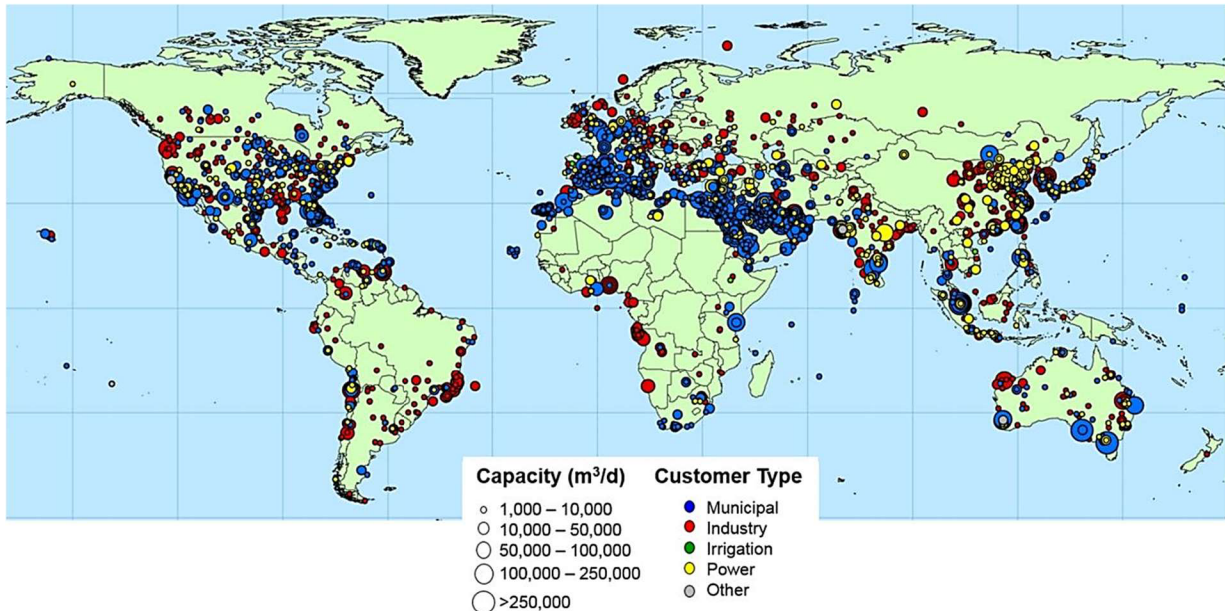 Capacity (m³/d)
1,000 – 10,000
10,000 – 50,000
50,000 – 100,000
100,000 – 250,000
>250,000
Customer Type
Municipal
Industry
Irrigation
Power
Other